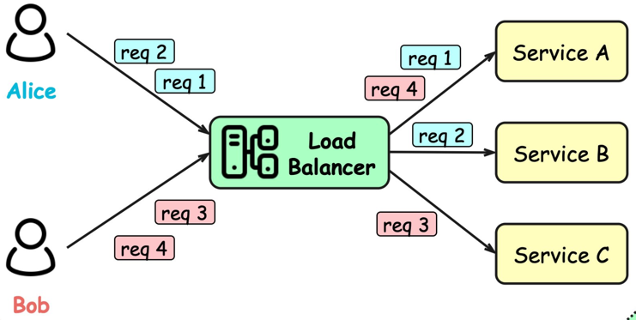 req 2
req 1
Alice
req 3
req 4
Bob
Load
Balancer
req 1
req 4
req 2
req 3
Service A
Service B
Service C